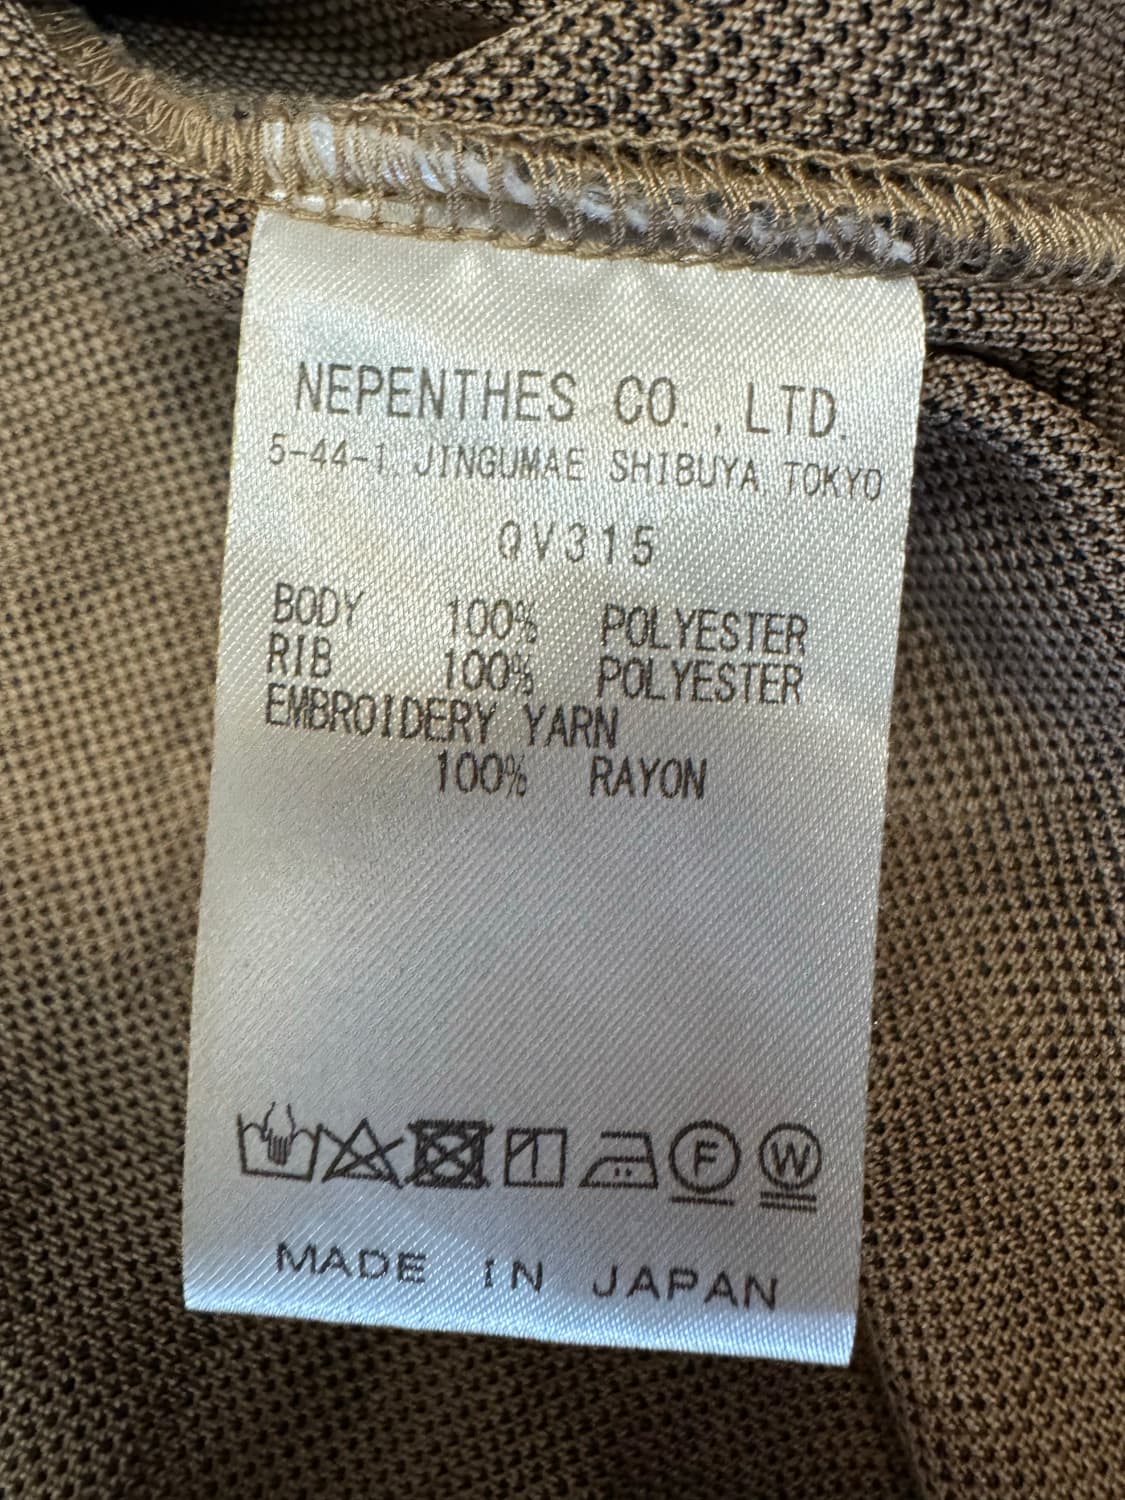 NEPENTHES CO., LTD.
5-44-1, JINGUMAE SHIBUYA, TOKYO
QV315
BODY 100% POLYESTER
RIB 100% POLYESTER
EMBROIDERY YARN
100% RAYON
F W
MADE IN JAPAN